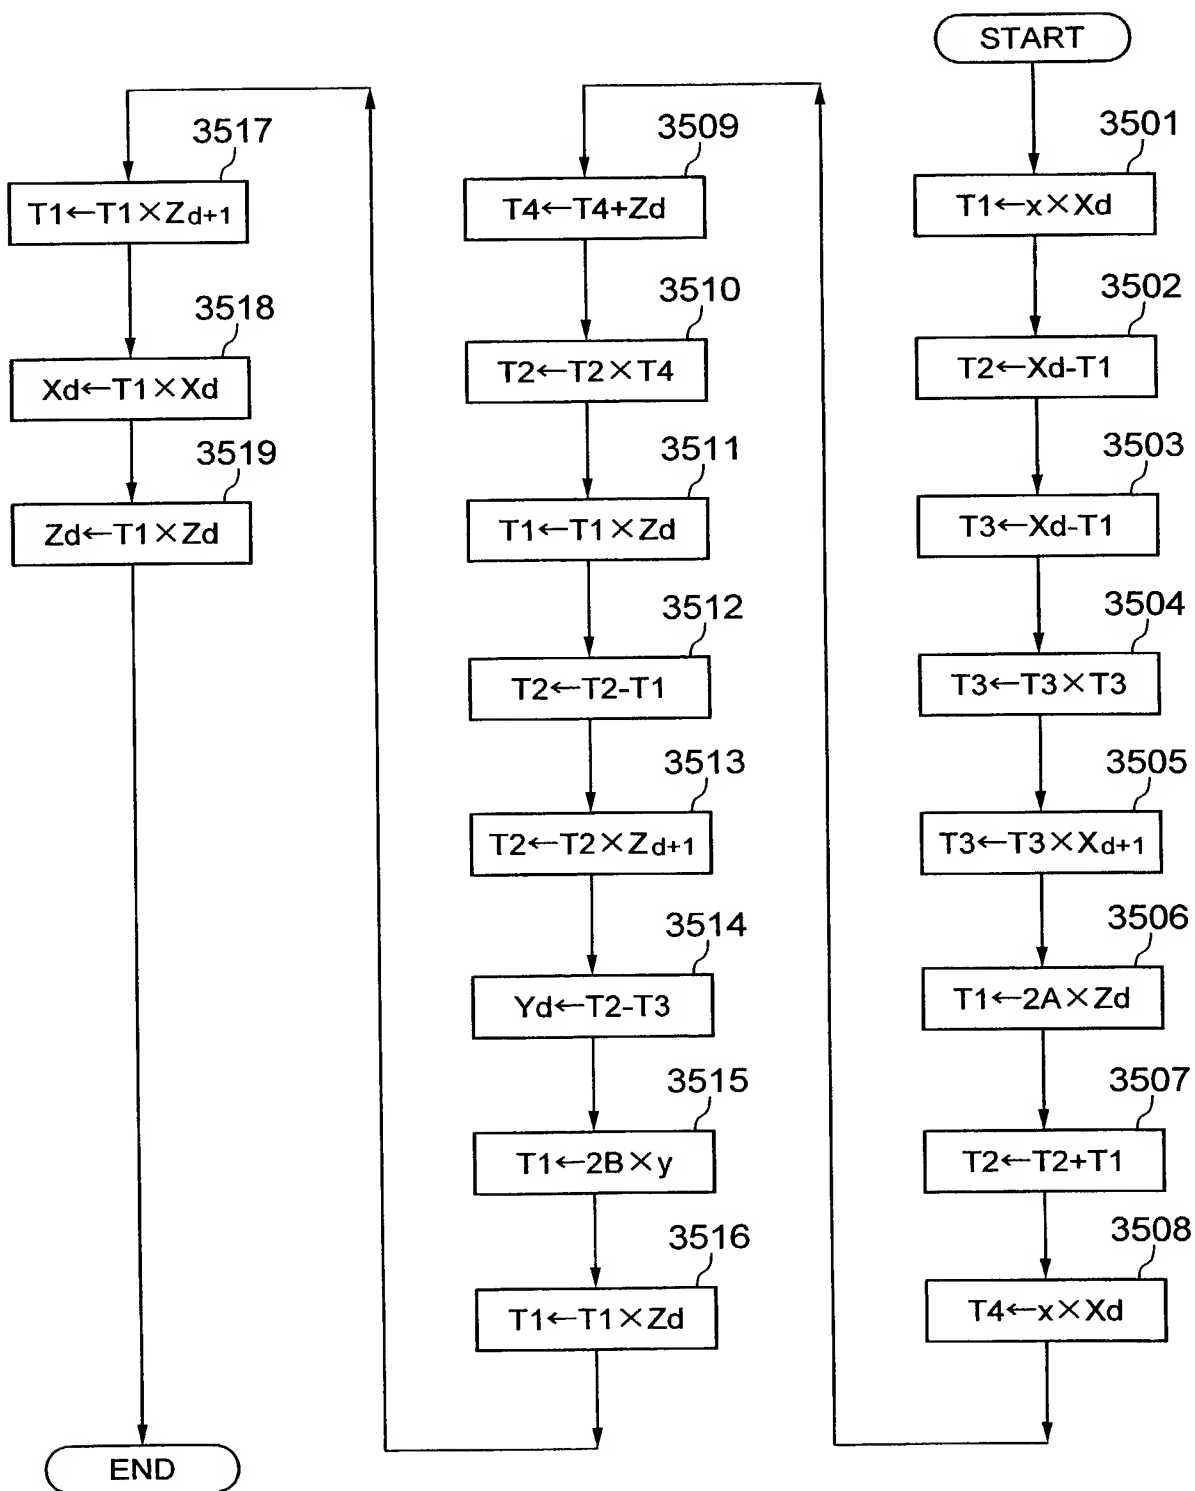 START
3501
T1←x×Xd
3502
T2←Xd-T1
3503
T3←Xd-T1
3504
T3←T3×T3
3505
T3←T3×Xd+1
3506
T1←2A×Zd
3507
T2←T2+T1
3508
T4←x×Xd
3509
T4←T4+Zd
3510
T2←T2×T4
3511
T1←T1×Zd
3512
T2←T2-T1
3513
T2←T2×Zd+1
3514
Yd←T2-T3
3515
T1←2B×y
3516
T1←T1×Zd
3517
T1←T1×Zd+1
3518
Xd←T1×Xd
3519
Zd←T1×Zd
END